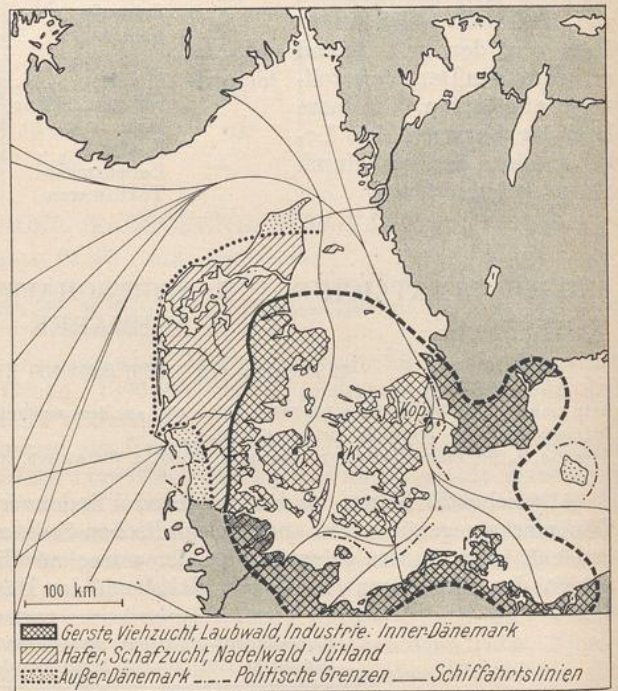 Kop.
K
100 km
Gerste, Viehzucht, Laubwald, Industrie: Inner-Dänemark
Hafer, Schafzucht, Nadelwald Jütland
Außer-Dänemark Politische Grenzen Schiffahrtslinien